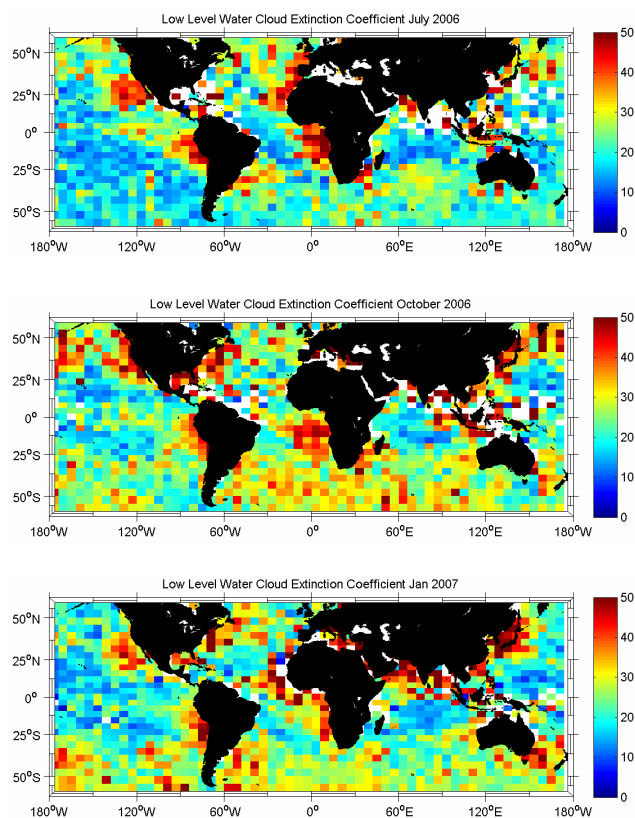 Low Level Water Cloud Extinction Coefficient July 2006
50°N
25°N
0°
25°S
50°S
180°W 120°W 60°W 0° 60°E 120°E 180°W
50
40
30
20
10
0
Low Level Water Cloud Extinction Coefficient October 2006
50°N
25°N
0°
25°S
50°S
180°W 120°W 60°W 0° 60°E 120°E 180°W
50
40
30
20
10
0
Low Level Water Cloud Extinction Coefficient Jan 2007
50°N
25°N
0°
25°S
50°S
180°W 120°W 60°W 0° 60°E 120°E 180°W
50
40
30
20
10
0